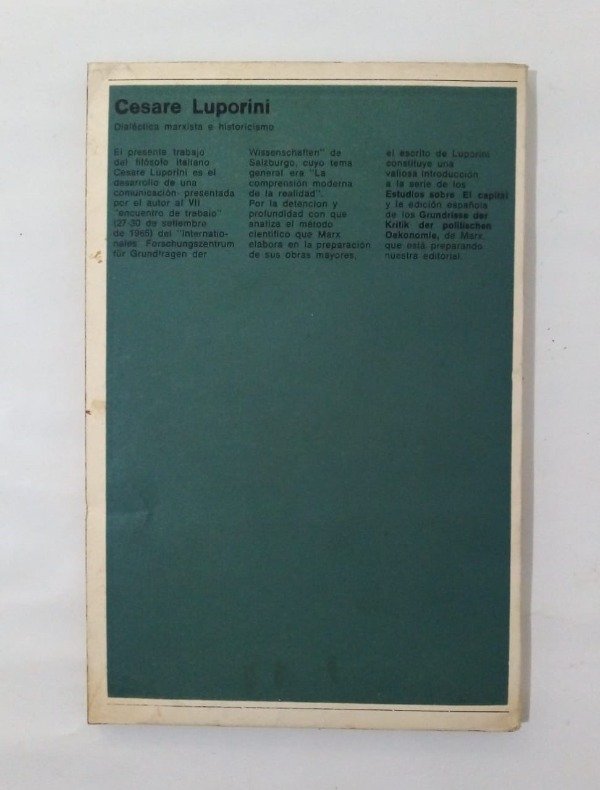 Cesare Luporini
Dialéctica marxista e historicismo
El presente trabajo
del filósofo italiano
Cesare Luporini es el
desarrollo de una
comunicación presentada
por el autor al VII
"encuentro de trabajo"
(27-30 de setiembre
de 1965) del "Internatio-
nales Forschungszentrum
für Grundfragen der
Wissenschaften" de
Salzburgo, cuyo tema
general era "La
comprensión moderna
de la realidad".
Por la detención y
profundidad con que
analiza el método
científico que Marx
elabora en la preparación
de sus obras mayores,
el escrito de Luporini
constituye una
valiosa introducción
a la serie de los
Estudios sobre El capital
y la edición española
de los Grundrisse der
Kritik der politischen
Oekonomie, de Marx,
que está preparando
nuestra editorial.